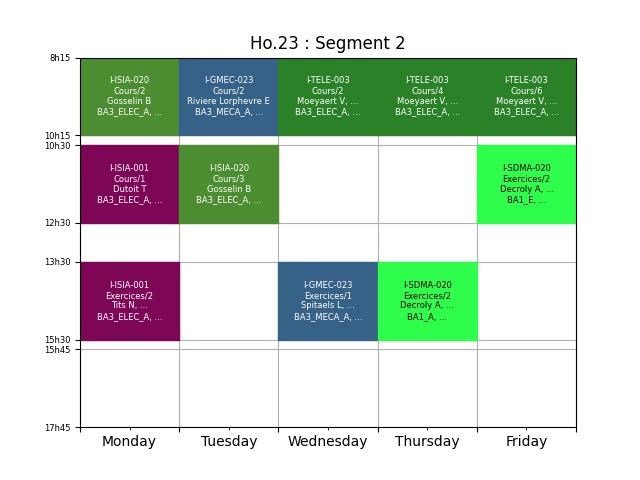 Ho.23 : Segment 2
8h15
I-ISIA-020
Cours/2
Gosselin B
BA3_ELEC_A, ...
I-GMEC-023
Cours/2
Riviere Lorphevre E
BA3_MECA_A, ...
I-TELE-003
Cours/2
Moeyaert V, ...
BA3_ELEC_A, ...
I-TELE-003
Cours/4
Moeyaert V, ...
BA3_ELEC_A, ...
I-TELE-003
Cours/6
Moeyaert V, ...
BA3_ELEC_A, ...
10h15
10h30
I-ISIA-001
Cours/1
Dutoit T
BA3_ELEC_A, ...
I-ISIA-020
Cours/3
Gosselin B
BA3_ELEC_A, ...
I-SDMA-020
Exercices/2
Decroly A, ...
BA1_E, ...
12h30
13h30
I-ISIA-001
Exercices/2
Tits N, ...
BA3_ELEC_A, ...
I-GMEC-023
Exercices/1
Spitaels L, ...
BA3_MECA_A, ...
I-SDMA-020
Exercices/2
Decroly A, ...
BA1_A, ...
15h30
15h45
17h45
Monday
Tuesday
Wednesday
Thursday
Friday